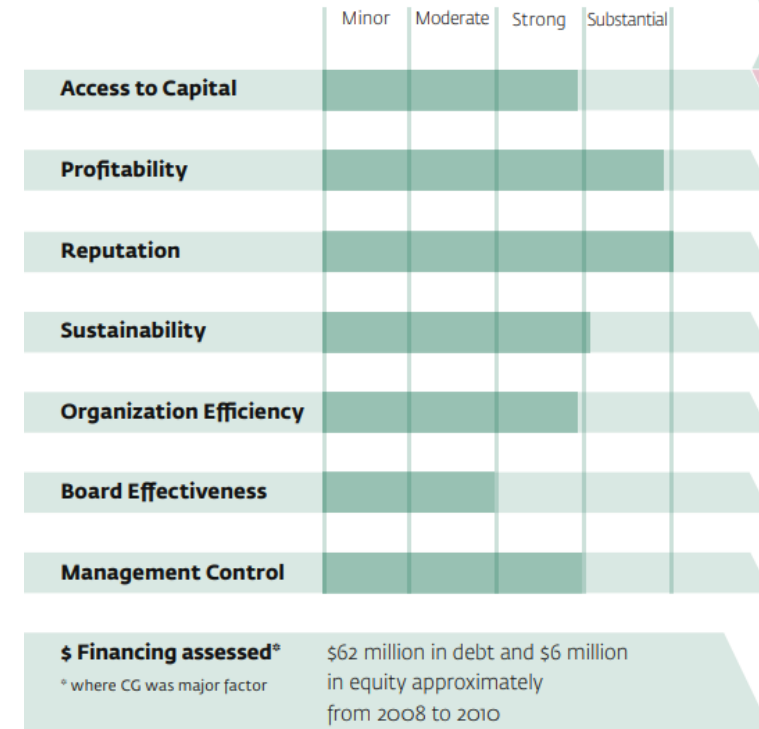 Minor Moderate Strong Substantial
Access to Capital
Profitability
Reputation
Sustainability
Organization Efficiency
Board Effectiveness
Management Control
$ Financing assessed*
* where CG was major factor
$62 million in debt and $6 million
in equity approximately
from 2008 to 2010